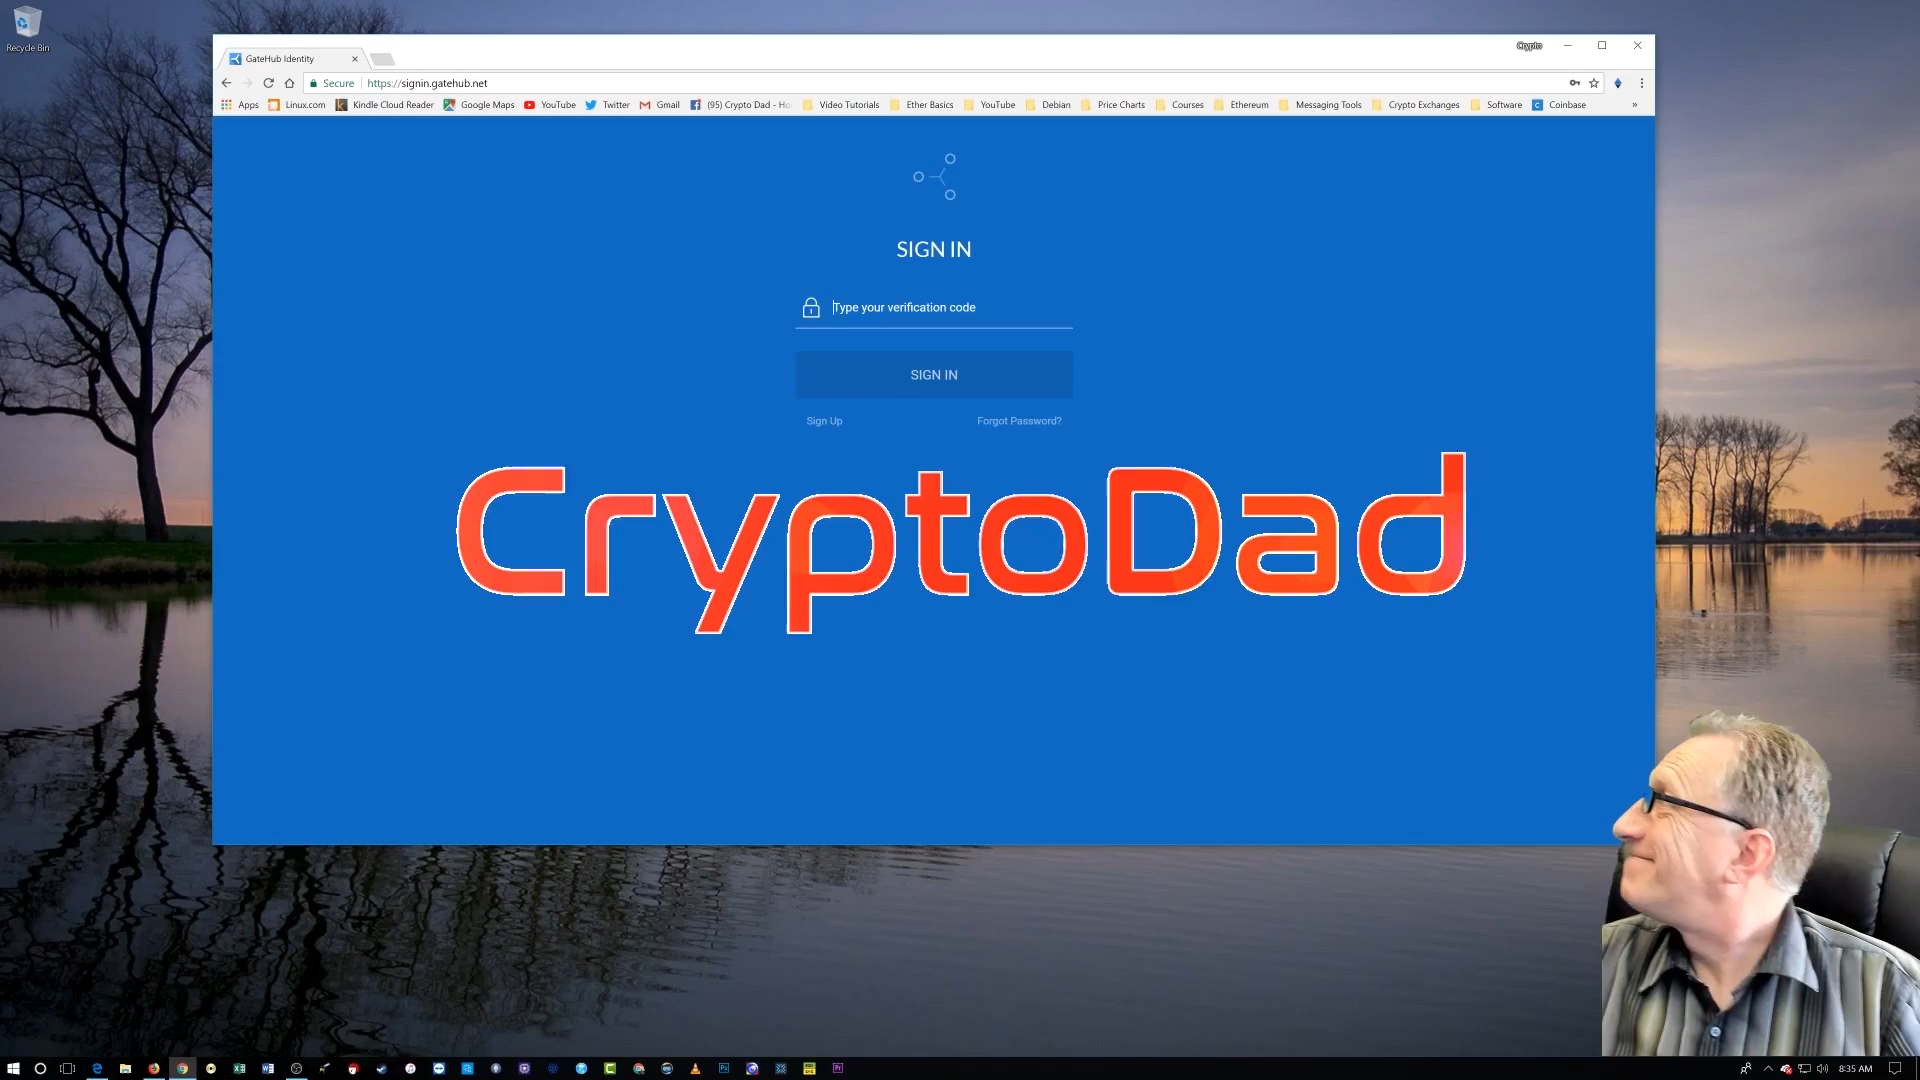 Recycle Bin
Crypto
GateHub Identity
Secure
https://signin.gatehub.net
Apps
Linux.com
Kindle Cloud Reader
Google Maps
YouTube
Twitter
Gmail
(95) Crypto Dad - Ho
Video Tutorials
Ether Basics
YouTube
Debian
Price Charts
Courses
Ethereum
Messaging Tools
Crypto Exchanges
Software
Coinbase
»
SIGN IN
Type your verification code
SIGN IN
Sign Up
Forgot Password?
CryptoDad
8:35 AM